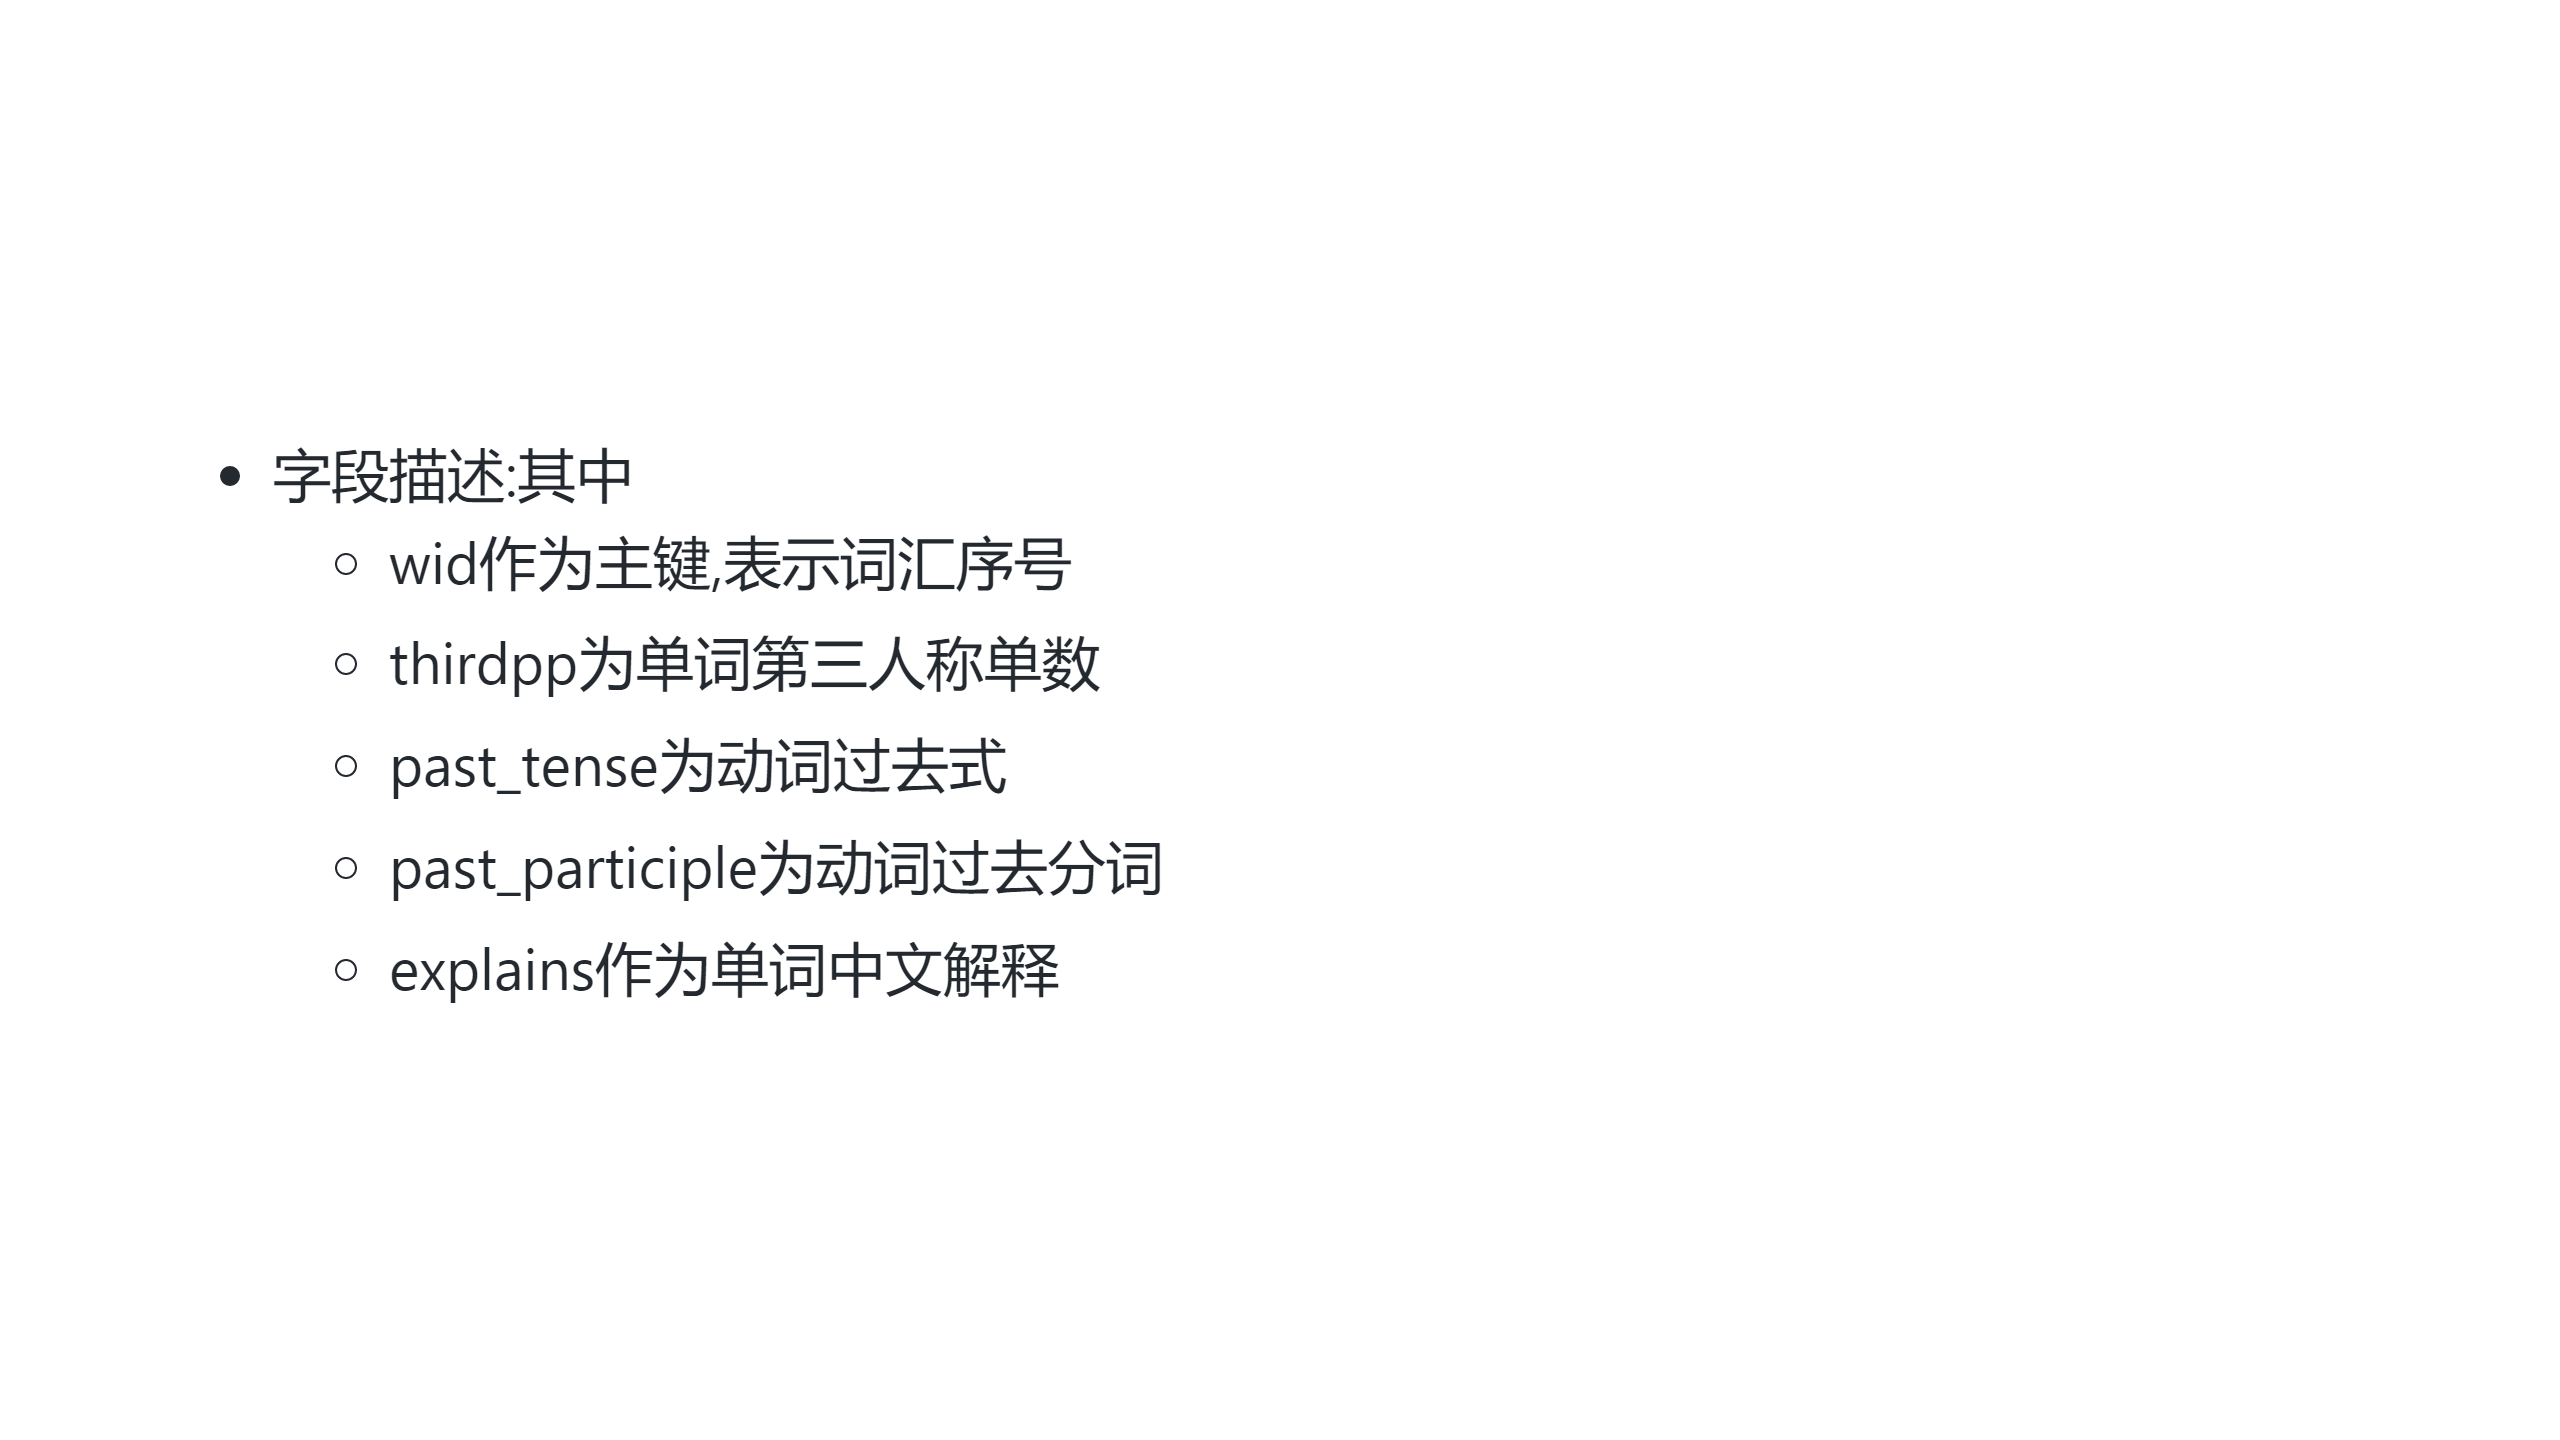 字段描述:其中
wid作为主键,表示词汇序号
thirdpp为单词第三人称单数
past_tense为动词过去式
past_participle为动词过去分词
explains作为单词中文解释